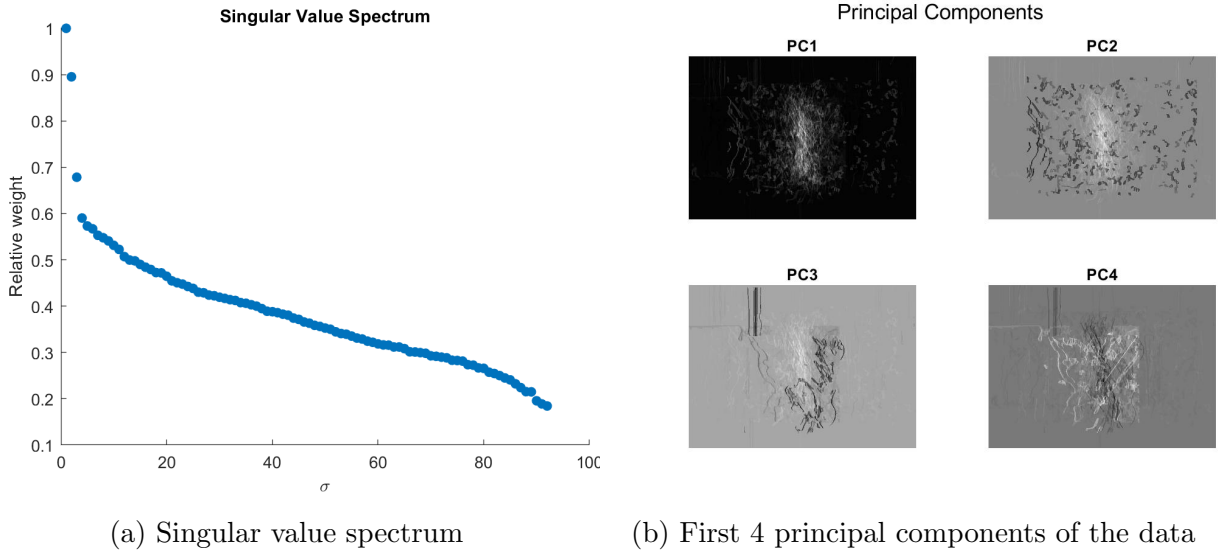 Singular Value Spectrum
1
0.9
0.8
0.7
0.6
0.5
0.4
0.3
0.2
0.1
Relative weight
0 20 40 60 80 100
σ
(a) Singular value spectrum
Principal Components
PC1 PC2
PC3 PC4
(b) First 4 principal components of the data